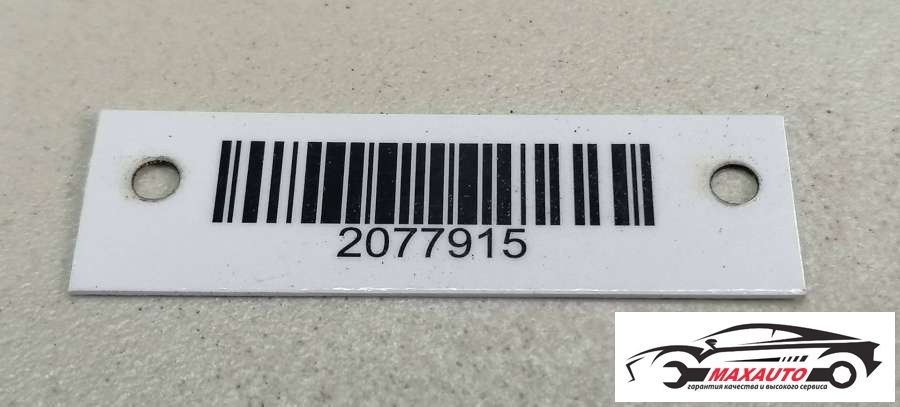 2077915
MAXAUTO
гарантия качества и высокого сервиса